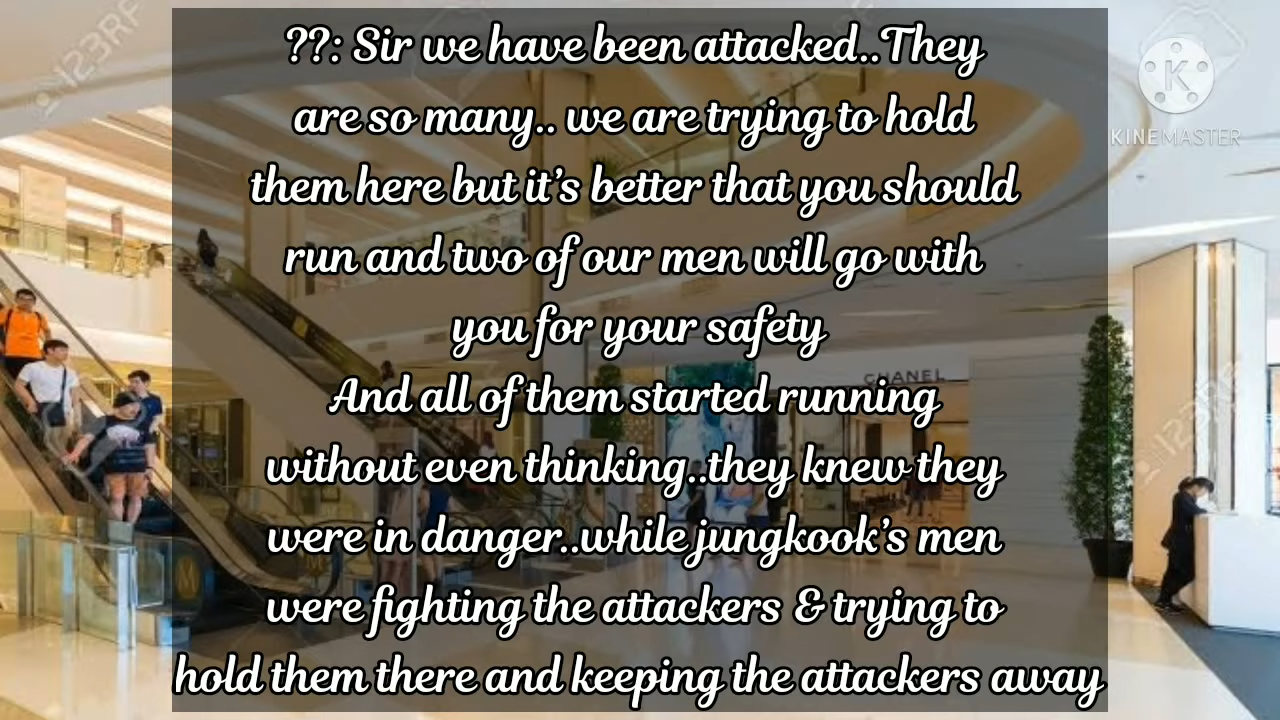 ??: Sir we have been attacked..They
are so many.. we are trying to hold
them here but it's better that you should
run and two of our men will go with
you for your safety
And all of them started running
without even thinking..they knew they
were in danger..while jungkook's men
were fighting the attackers & trying to
hold them there and keeping the attackers away
CHANEL
K
KINEMASTER
123RF
123RF